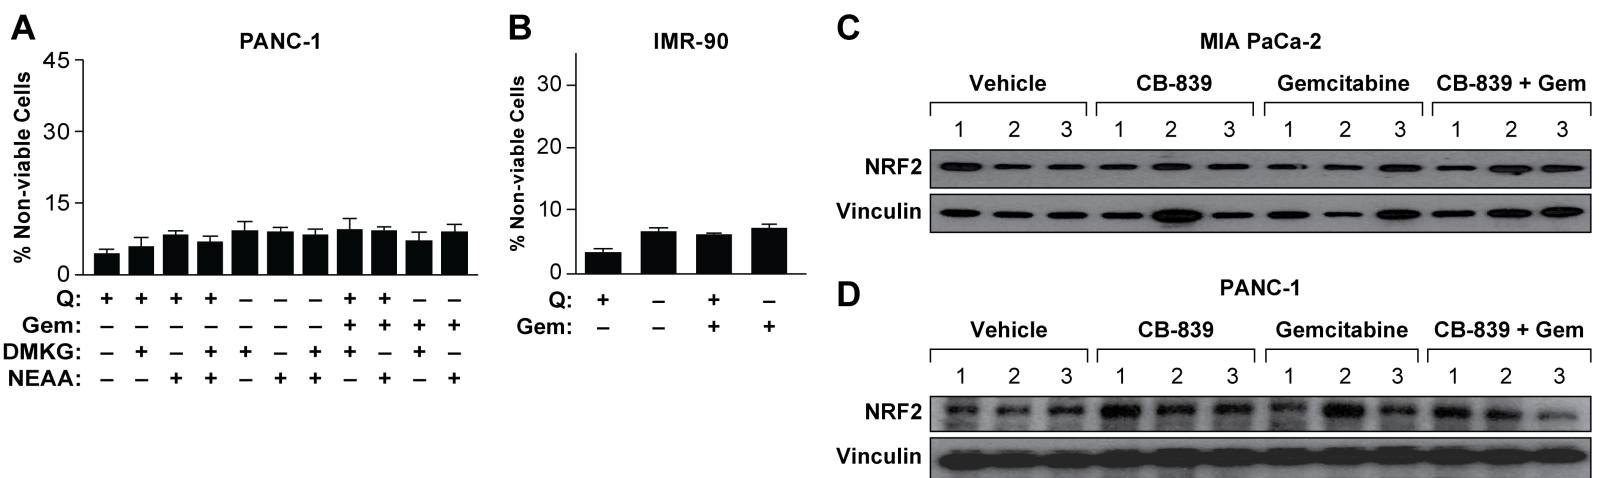 A
PANC-1
% Non-viable Cells
45
30
15
0
Q: + + + + – – – + + – –
Gem: – – – – – – – + + + +
DMKG: – + – + + – + + – + –
NEAA: – – + + – + + – + – +
B
IMR-90
% Non-viable Cells
30
20
10
0
Q: + – + –
Gem: – – + +
C
MIA PaCa-2
Vehicle CB-839 Gemcitabine CB-839 + Gem
1 2 3 1 2 3 1 2 3 1 2 3
NRF2
Vinculin
D
PANC-1
Vehicle CB-839 Gemcitabine CB-839 + Gem
1 2 3 1 2 3 1 2 3 1 2 3
NRF2
Vinculin